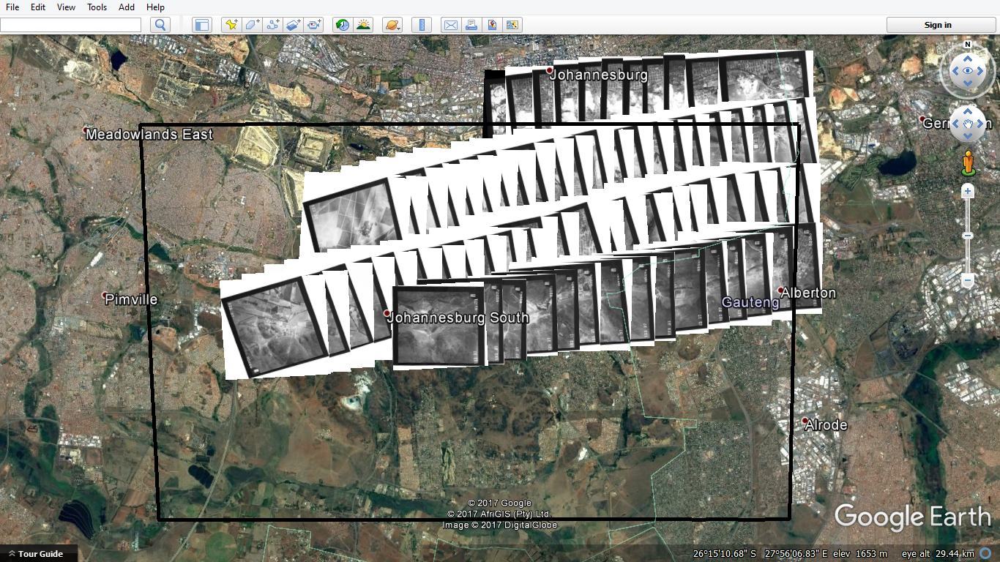 File Edit View Tools Add Help
Sign in
N
Johannesburg
Meadowlands East
Pimville
Johannesburg South
Gauteng
Alberton
Alrode
© 2017 Google
© 2017 AfriGIS (Pty) Ltd.
Image © 2017 DigitalGlobe
Google Earth
Tour Guide
26°15'10.68" S 27°56'06.83" E elev 1653 m eye alt 29.44 km